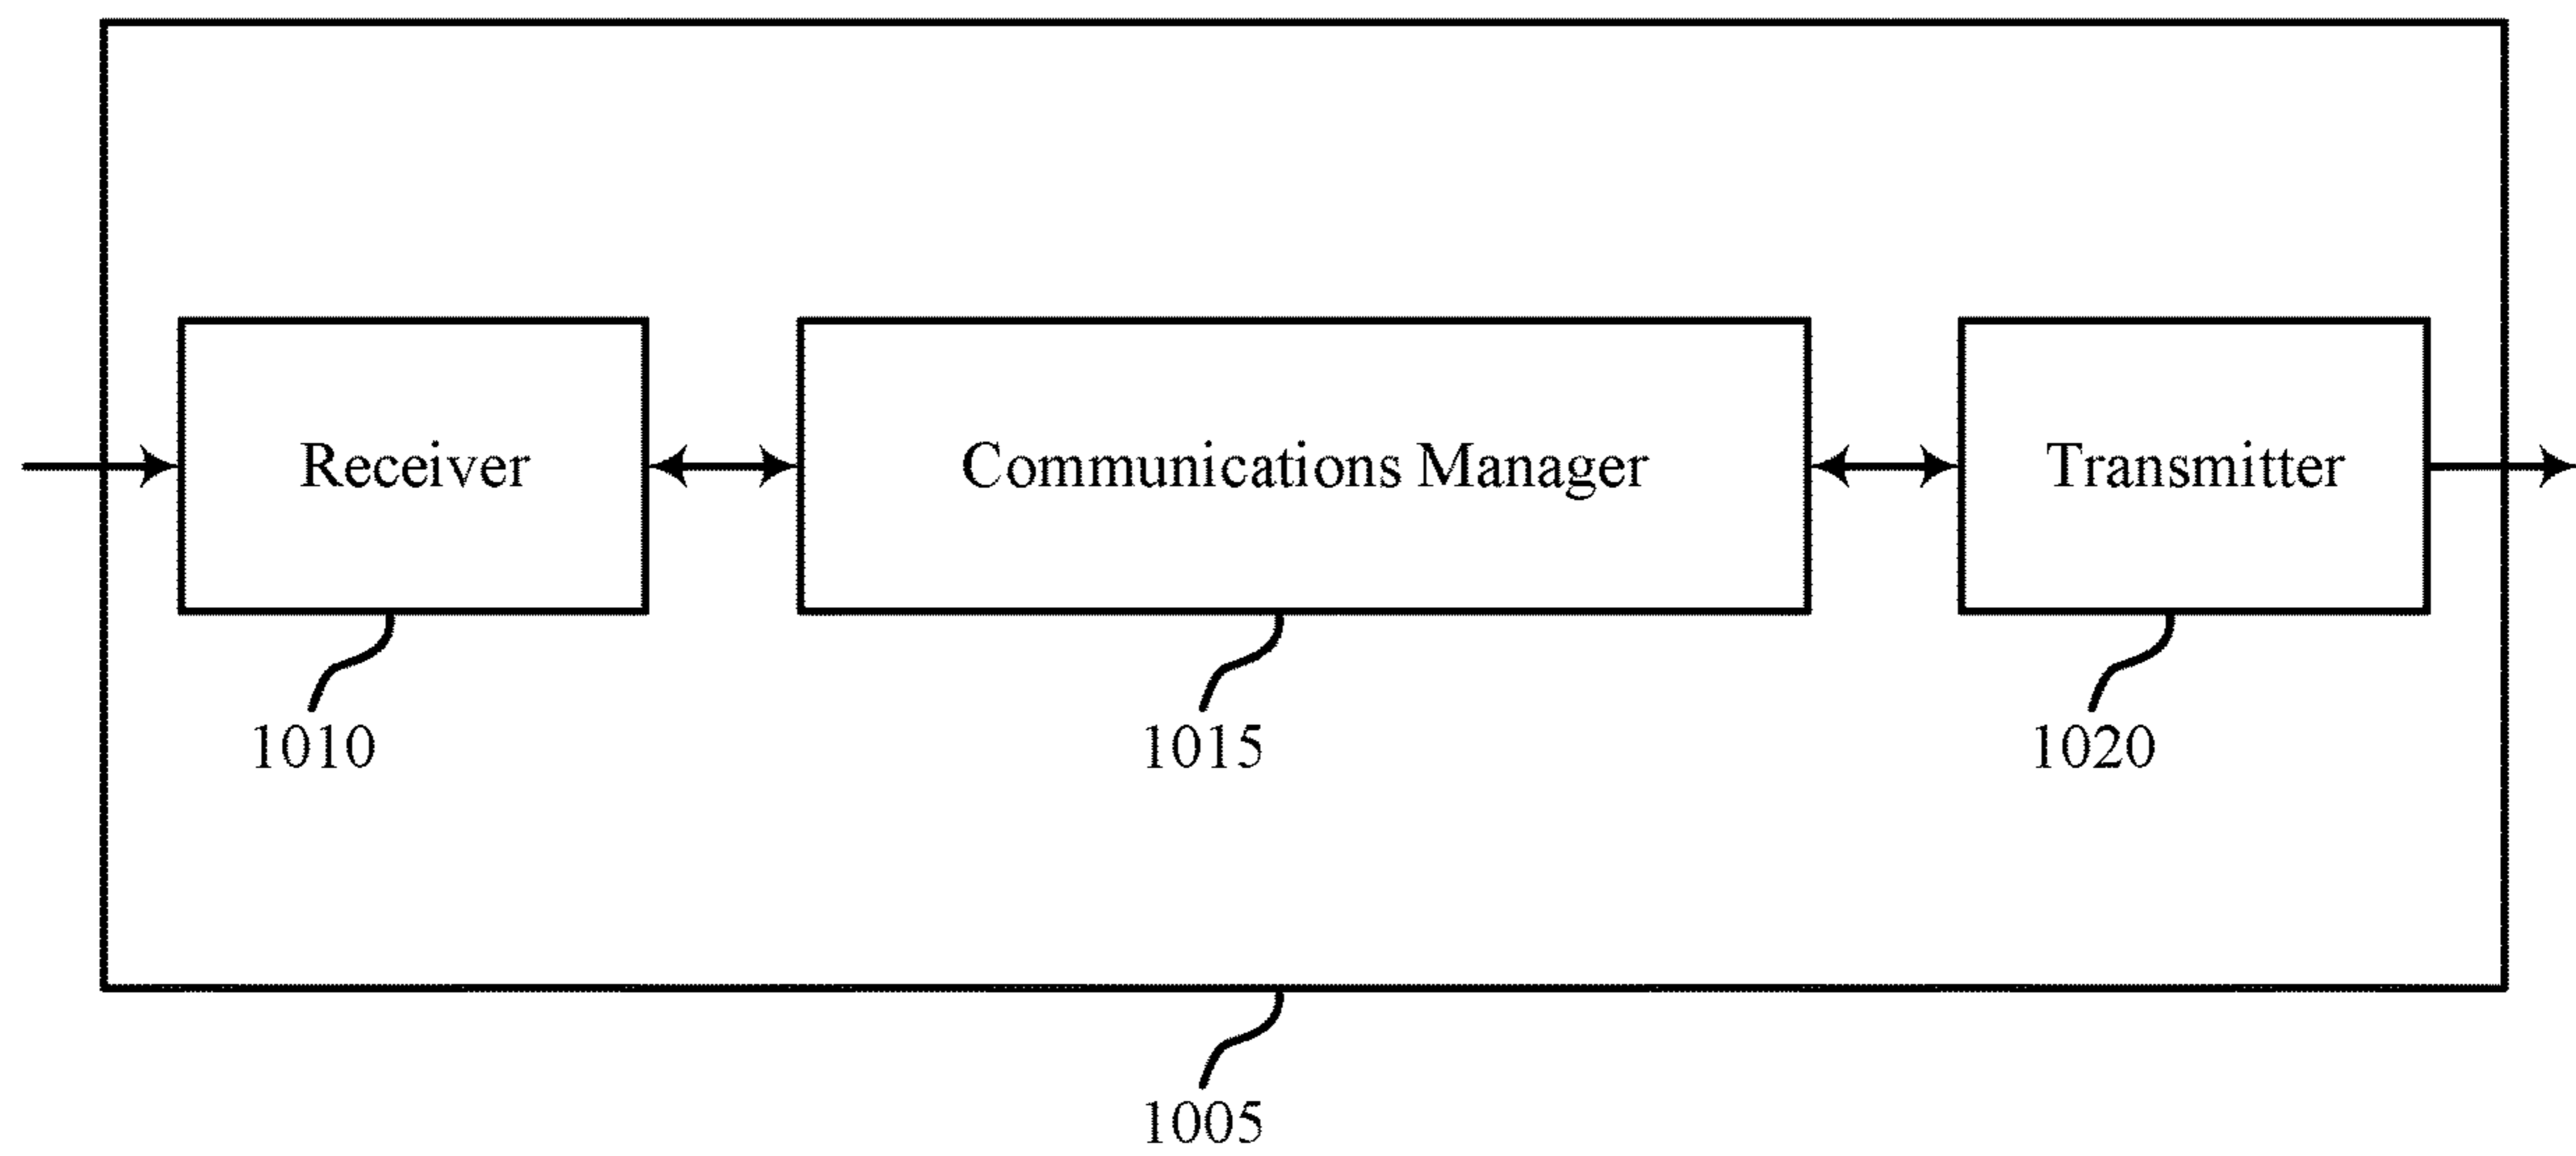 Receiver
Communications Manager
Transmitter
1010
1015
1020
1005